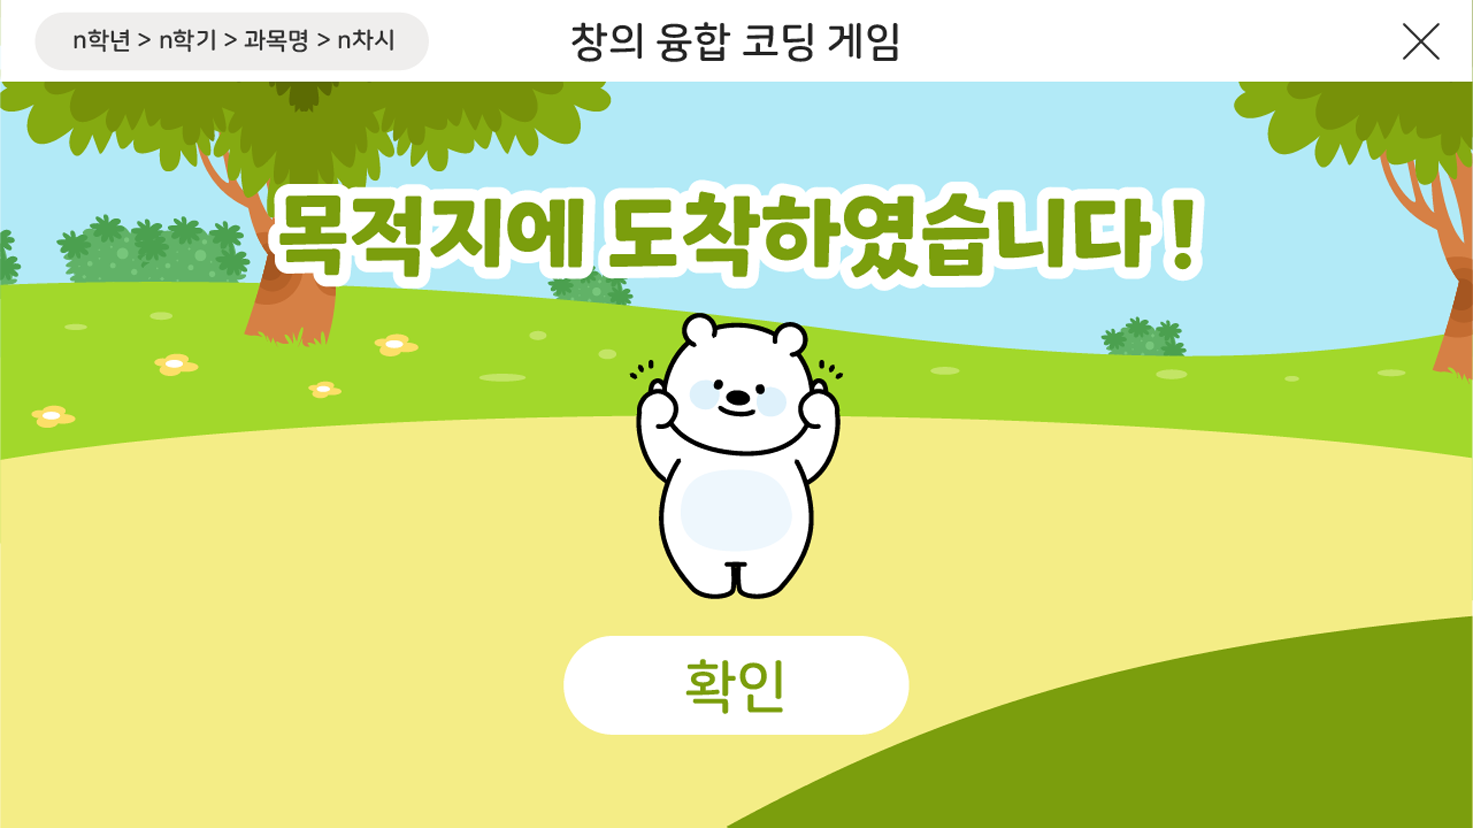 n학년 > n학기 > 과목명 > n차시
창의 융합 코딩 게임
목적지에 도착하였습니다 !
확인